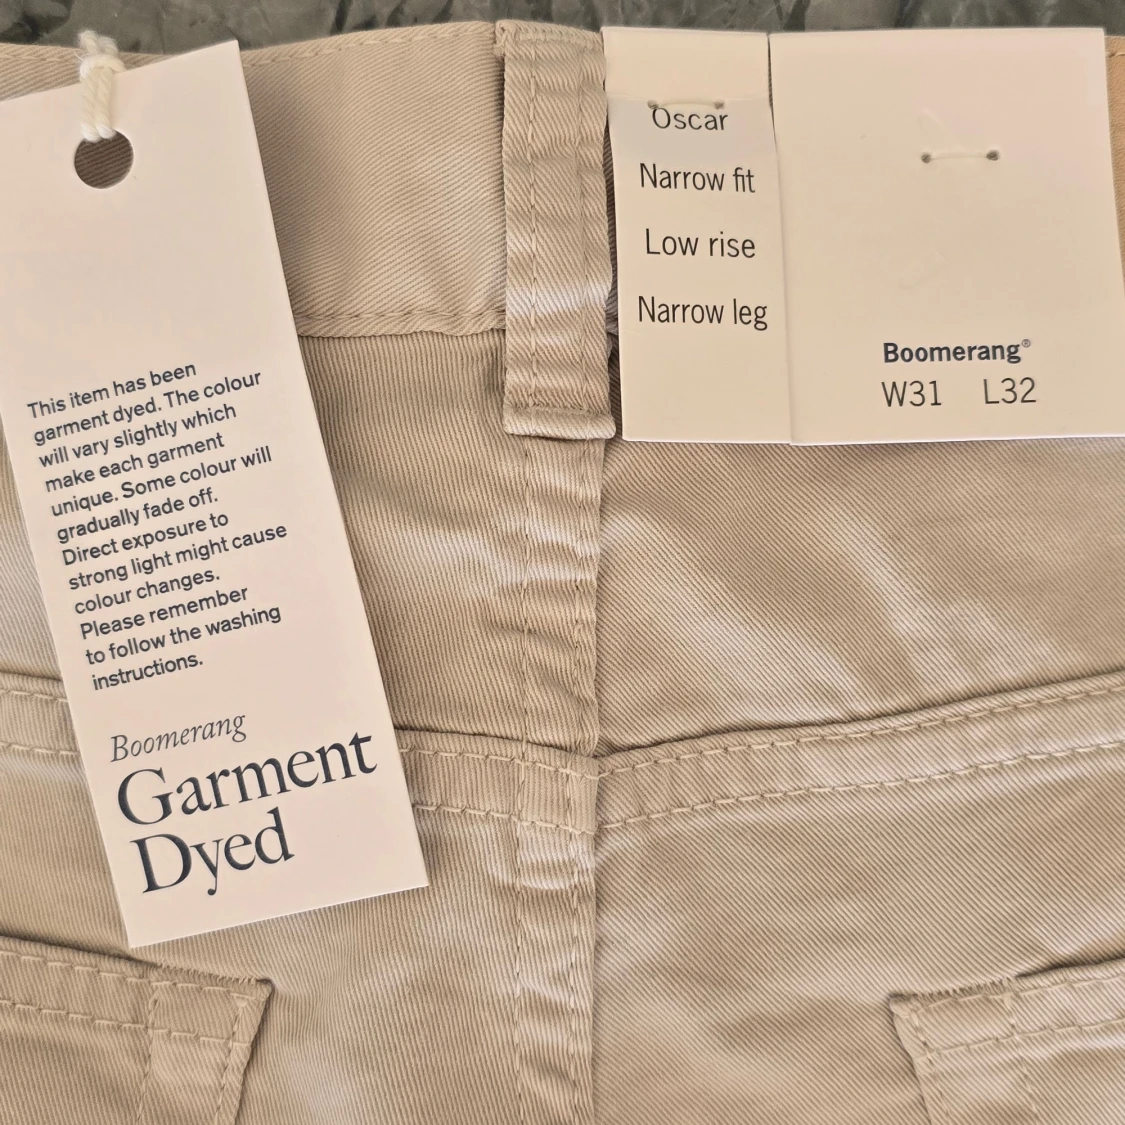 This item has been
garment dyed. The colour
will vary slightly which
make each garment
unique. Some colour will
gradually fade off.
Direct exposure to
strong light might cause
colour changes.
Please remember
to follow the washing
instructions.
Boomerang
Garment
Dyed
Oscar
Narrow fit
Low rise
Narrow leg
Boomerang®
W31 L32